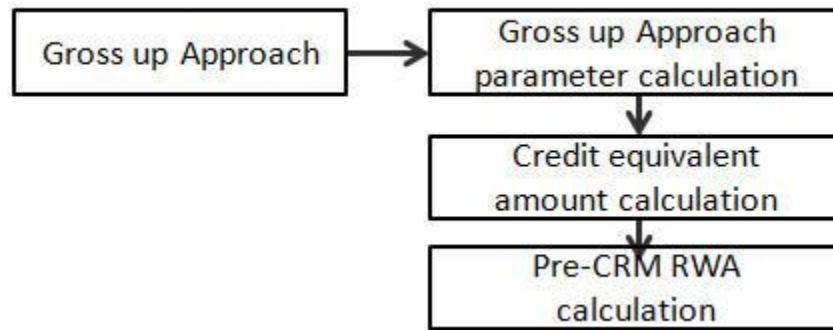 Gross up Approach
Gross up Approach
parameter calculation
Credit equivalent
amount calculation
Pre-CRM RWA
calculation